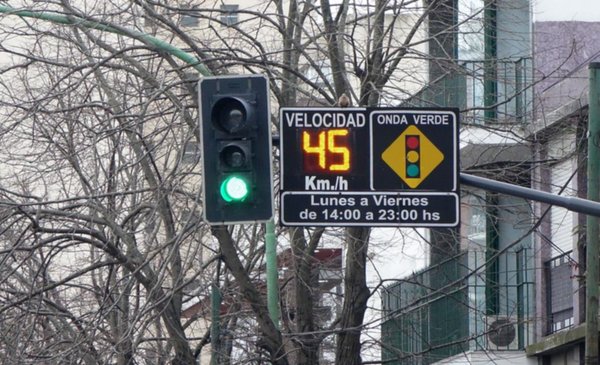 VELOCIDAD
45
Km./h
ONDA VERDE
Lunes a Viernes
de 14:00 a 23:00 hs